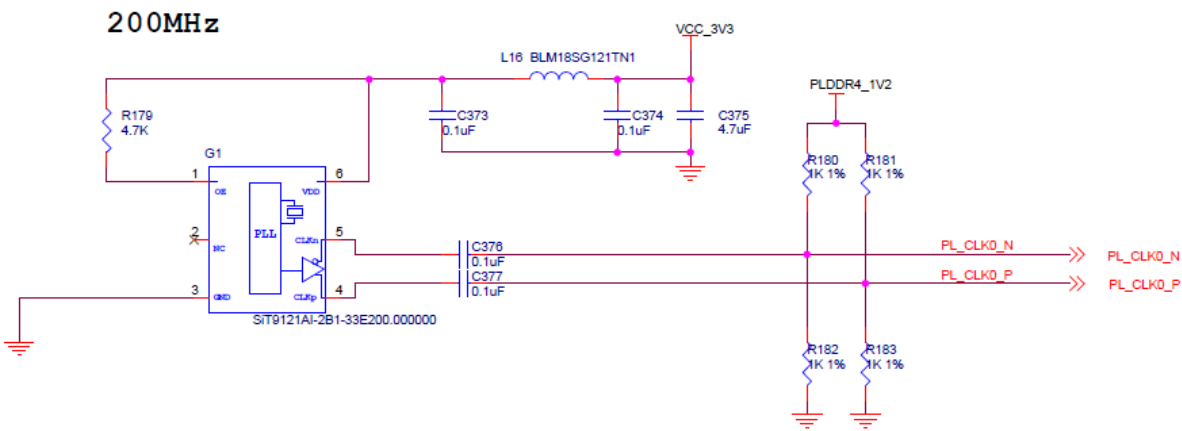 200MHz
VCC_3V3
L16 BLM18SG121TN1
PLDDR4_1V2
R179
4.7K
C373
0.1uF
C374
0.1uF
C375
4.7uF
G1
R180
1K 1%
R181
1K 1%
1
OE
VDD
6
PLL
2
NC
CLKn
5
C376
0.1uF
PL_CLK0_N
PL_CLK0_N
C377
0.1uF
PL_CLK0_P
PL_CLK0_P
3
GND
CLKp
4
SiT9121AI-2B1-33E200.000000
R182
1K 1%
R183
1K 1%